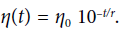 η(t) = η₀ 10^{-t/r}.